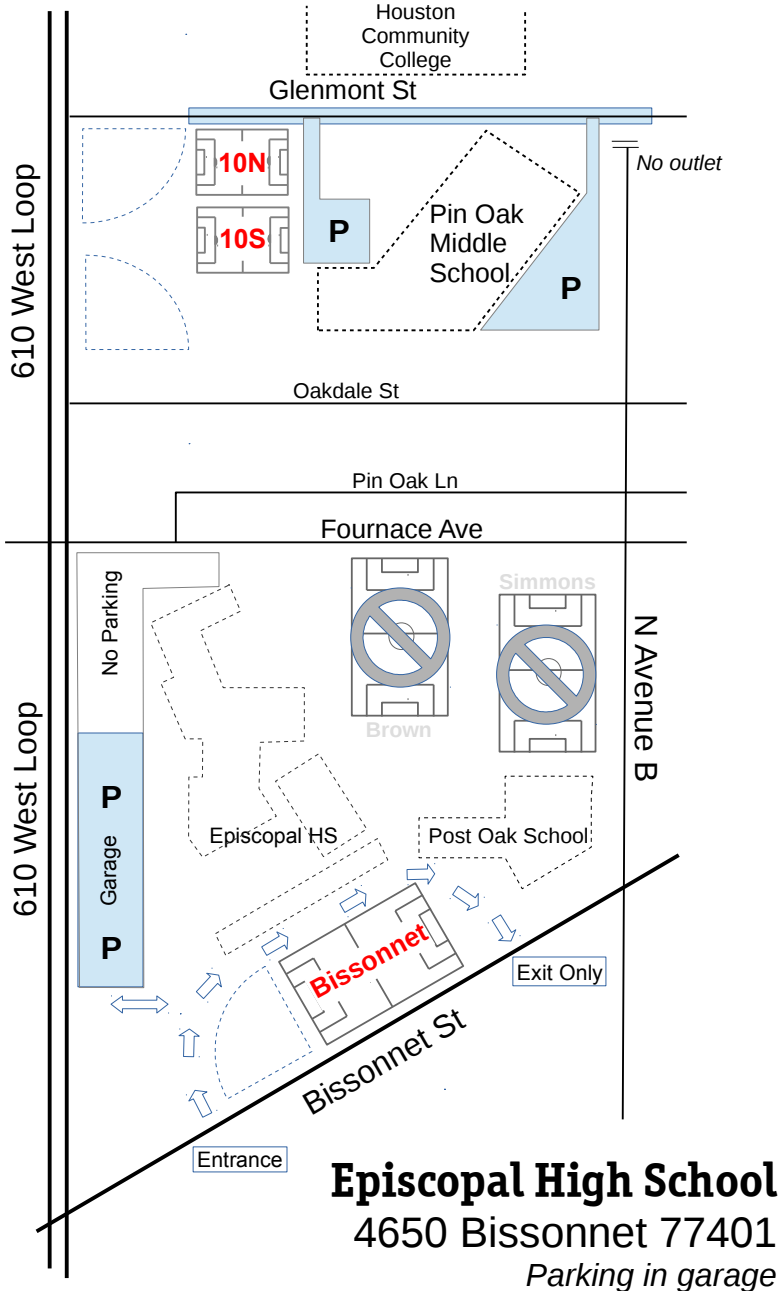 Houston
Community
College
Glenmont St
610 West Loop
10N
No outlet
10S
P
Pin Oak
Middle
School
P
Oakdale St
Pin Oak Ln
Fournace Ave
No Parking
Simmons
N Avenue B
Brown
610 West Loop
P
Garage
P
Episcopal HS
Post Oak School
Bissonnet
Exit Only
Bissonnet St
Entrance
Episcopal High School
4650 Bissonnet 77401
Parking in garage